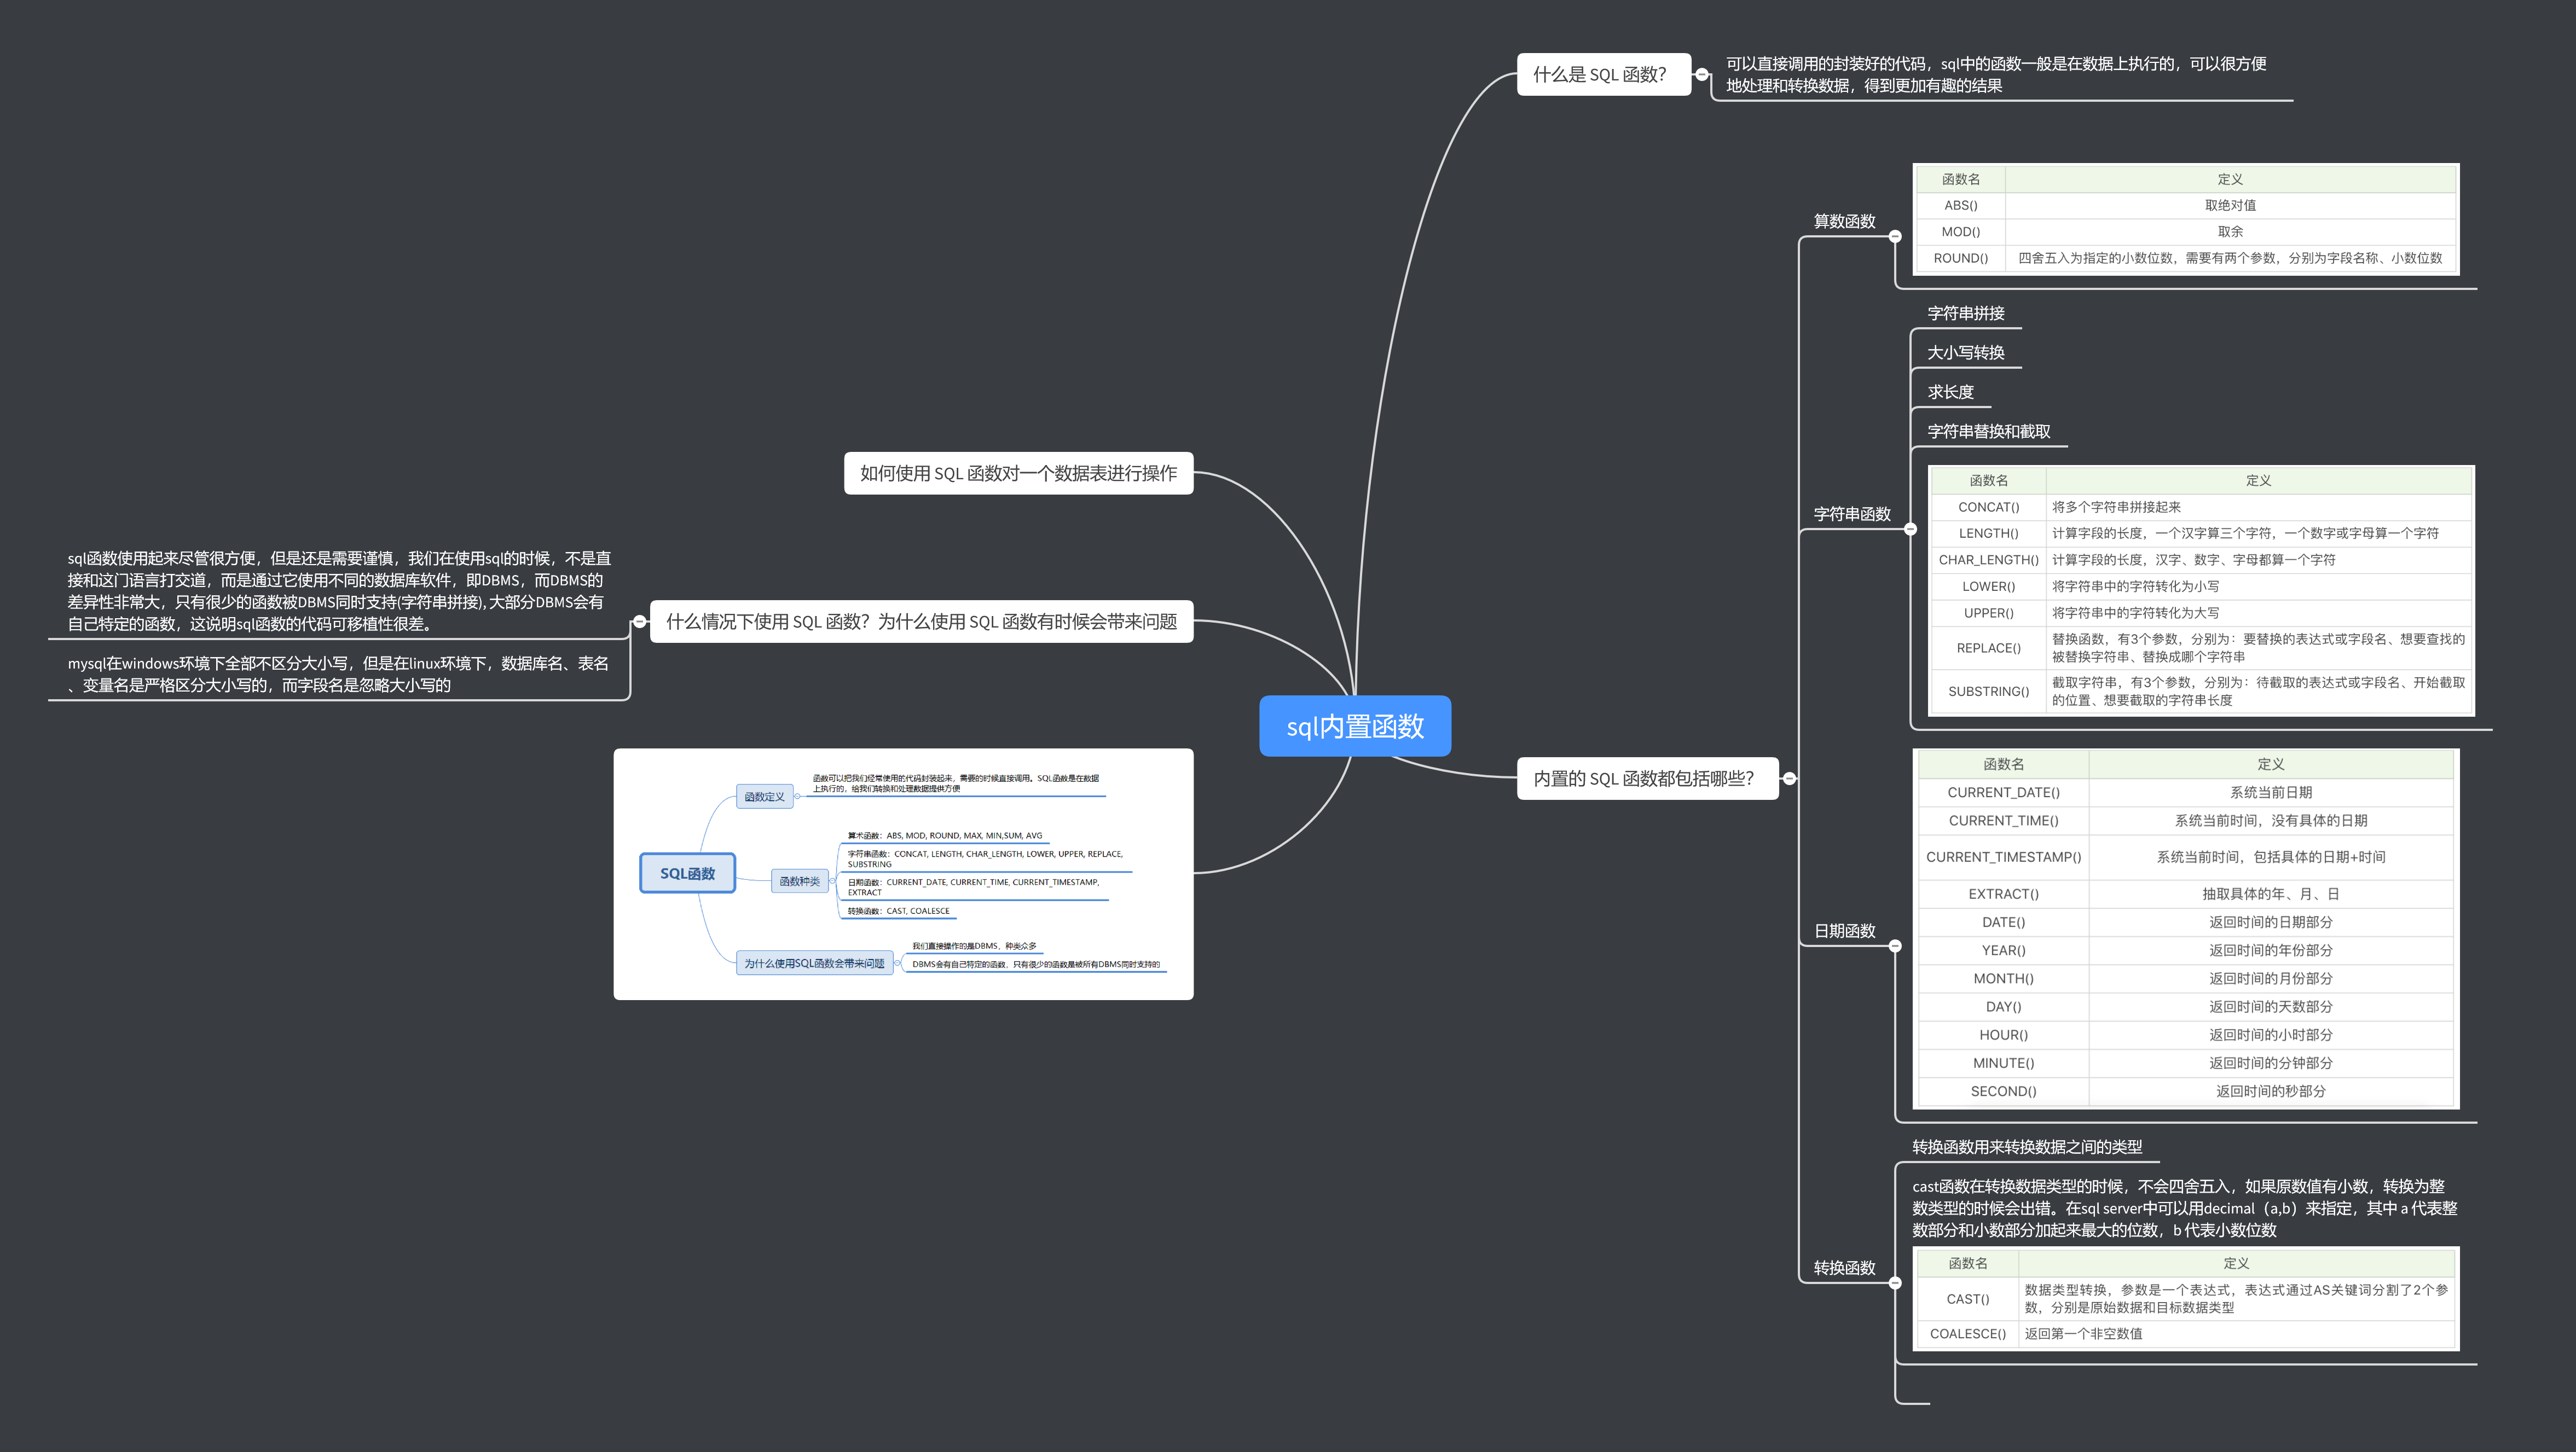 sql内置函数
什么是 SQL 函数？
可以直接调用的封装好的代码，sql中的函数一般是在数据上执行的，可以很方便
地处理和转换数据，得到更加有趣的结果
内置的 SQL 函数都包括哪些？
算数函数
函数名 定义
ABS() 取绝对值
MOD() 取余
ROUND() 四舍五入为指定的小数位数，需要有两个参数，分别为字段名称、小数位数
字符串函数
字符串拼接
大小写转换
求长度
字符串替换和截取
函数名 定义
CONCAT() 将多个字符串拼接起来
LENGTH() 计算字段的长度，一个汉字算三个字符，一个数字或字母算一个字符
CHAR_LENGTH() 计算字段的长度，汉字、数字、字母都算一个字符
LOWER() 将字符串中的字符转化为小写
UPPER() 将字符串中的字符转化为大写
REPLACE() 替换函数，有3个参数，分别为：要替换的表达式或字段名、想要查找的
被替换字符串、替换成哪个字符串
SUBSTRING() 截取字符串，有3个参数，分别为：待截取的表达式或字段名、开始截取
的位置、想要截取的字符串长度
日期函数
函数名 定义
CURRENT_DATE() 系统当前日期
CURRENT_TIME() 系统当前时间，没有具体的日期
CURRENT_TIMESTAMP() 系统当前时间，包括具体的日期+时间
EXTRACT() 抽取具体的年、月、日
DATE() 返回时间的日期部分
YEAR() 返回时间的年份部分
MONTH() 返回时间的月份部分
DAY() 返回时间的天数部分
HOUR() 返回时间的小时部分
MINUTE() 返回时间的分钟部分
SECOND() 返回时间的秒部分
转换函数
转换函数用来转换数据之间的类型
cast函数在转换数据类型的时候，不会四舍五入，如果原数值有小数，转换为整
数类型的时候会出错。在sql server中可以用decimal（a,b）来指定，其中 a 代表整
数部分和小数部分加起来最大的位数，b 代表小数位数
函数名 定义
CAST() 数据类型转换，参数是一个表达式，表达式通过AS关键词分割了2个参
数，分别是原始数据和目标数据类型
COALESCE() 返回第一个非空数值
如何使用 SQL 函数对一个数据表进行操作
什么情况下使用 SQL 函数？为什么使用 SQL 函数有时候会带来问题
sql函数使用起来尽管很方便，但是还是需要谨慎，我们在使用sql的时候，不是直
接和这门语言打交道，而是通过它使用不同的数据库软件，即DBMS，而DBMS的
差异性非常大，只有很少的函数被DBMS同时支持(字符串拼接),大部分DBMS会有
自己特定的函数，这说明sql函数的代码可移植性很差。
mysql在windows环境下全部不区分大小写，但是在linux环境下，数据库名、表名
、变量名是严格区分大小写的，而字段名是忽略大小写的
SQL函数
函数定义
函数可以把我们经常使用的代码封装起来，需要的时候直接调用。SQL函数是在数据
上执行的，给我们转换和处理数据提供方便
函数种类
算术函数：ABS, MOD, ROUND, MAX, MIN,SUM, AVG
字符串函数：CONCAT, LENGTH, CHAR_LENGTH, LOWER, UPPER, REPLACE,
SUBSTRING
日期函数：CURRENT_DATE, CURRENT_TIME, CURRENT_TIMESTAMP,
EXTRACT
转换函数：CAST, COALESCE
为什么使用SQL函数会带来问题
我们直接操作的是DBMS，种类众多
DBMS会有自己特定的函数，只有很少的函数是被所有DBMS同时支持的